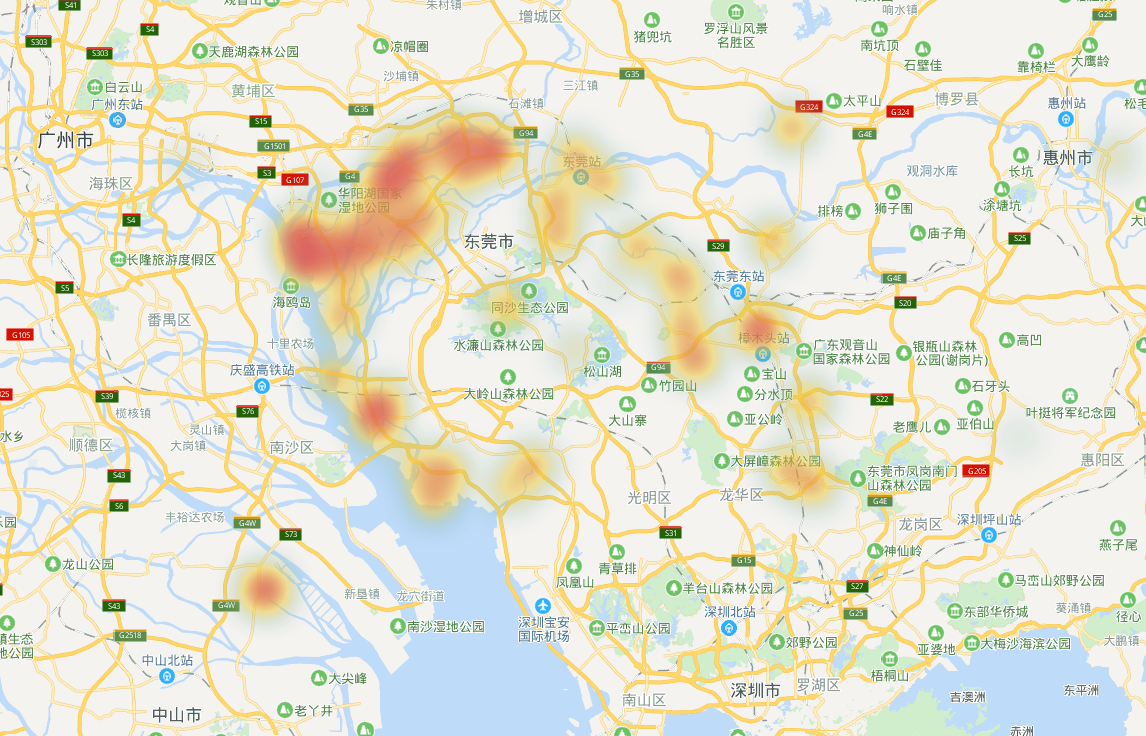 S41
观音山
朱村镇
增城区
响水镇
G25
S4
猪兜坑
罗浮山风景
名胜区
S303
S303
天鹿湖森林公园
凉帽圈
南坑顶
石壁佳
靠椅栏
大鹰龄
G35
沙埔镇
三江镇
白云山
黄埔区
广州东站
石滩镇
G35
G324
太平山
博罗县
G324
惠州站
松毛
S15
G94
G4E
广州市
G1501
东莞站
惠州市
S3
G107
G4
长坑
海珠区
华阳湖国家
湿地公园
观洞水库
狮子围
涂塘坑
S4
排榜
庙子角
S25
东莞市
S29
长隆旅游度假区
S5
海鸥岛
同沙生态公园
东莞东站
G4E
S20
番禺区
G105
十里农场
水濂山森林公园
樟木头站
高凹
广东观音山
国家森林公园
银瓶山森林
公园(谢岗片)
松山湖
庆盛高铁站
G94
宝山
竹园山
石牙头
S39
大岭山森林公园
分水顶
S22
叶挺将军纪念园
榄核镇
S76
大山寨
亚公岭
亚伯山
老鹰儿
灵山镇
大岗镇
顺德区
南沙区
惠阳区
S43
大屏嶂森林公园
东莞市凤岗南门
山森林公园
G205
S6
光明区
龙华区
G4E
丰裕达农场
G4W
S73
S31
龙岗区
深圳坪山站
燕子尾
龙山公园
青草排
G15
神仙岭
凤凰山
羊台山森林公园
S27
马峦山郊野公园
新垦镇
龙穴街道
S43
G4W
深圳北站
G25
东部华侨城
葵涌镇
径心
深圳宝安
国际机场
南沙湿地公园
平峦山公园
G2518
郊野公园
亚婆地
大梅沙海滨公园
大鹏镇
中山北站
梧桐山
大尖峰
深圳市
罗湖区
南山区
吉澳洲
东平洲
中山市
老丫井
赤洲